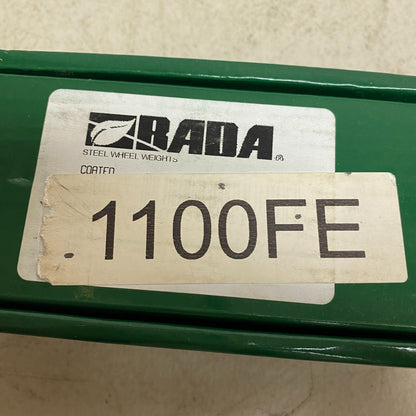 BADA®
STEEL WHEEL WEIGHTS
COATED
1100FE